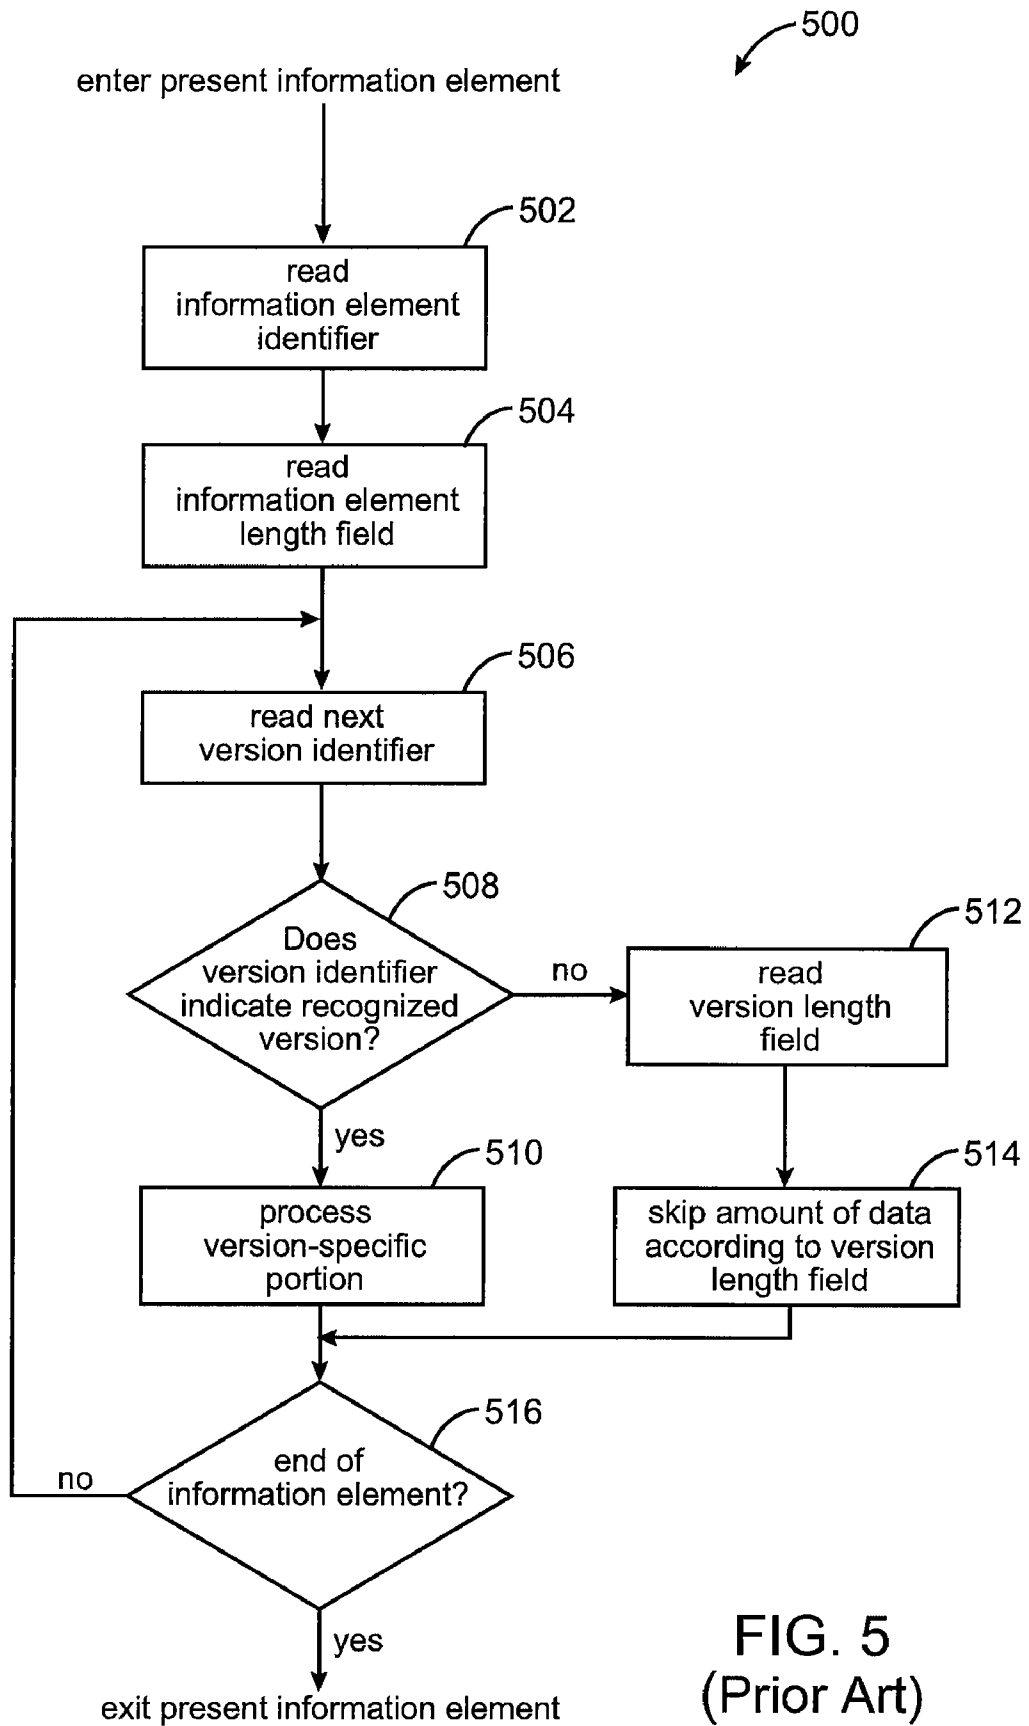 500
enter present information element
502
read
information element
identifier
504
read
information element
length field
506
read next
version identifier
508
Does
version identifier
indicate recognized
version?
no
512
read
version length
field
yes
510
process
version-specific
portion
514
skip amount of data
according to version
length field
516
end of
information element?
no
yes
exit present information element
FIG. 5
(Prior Art)